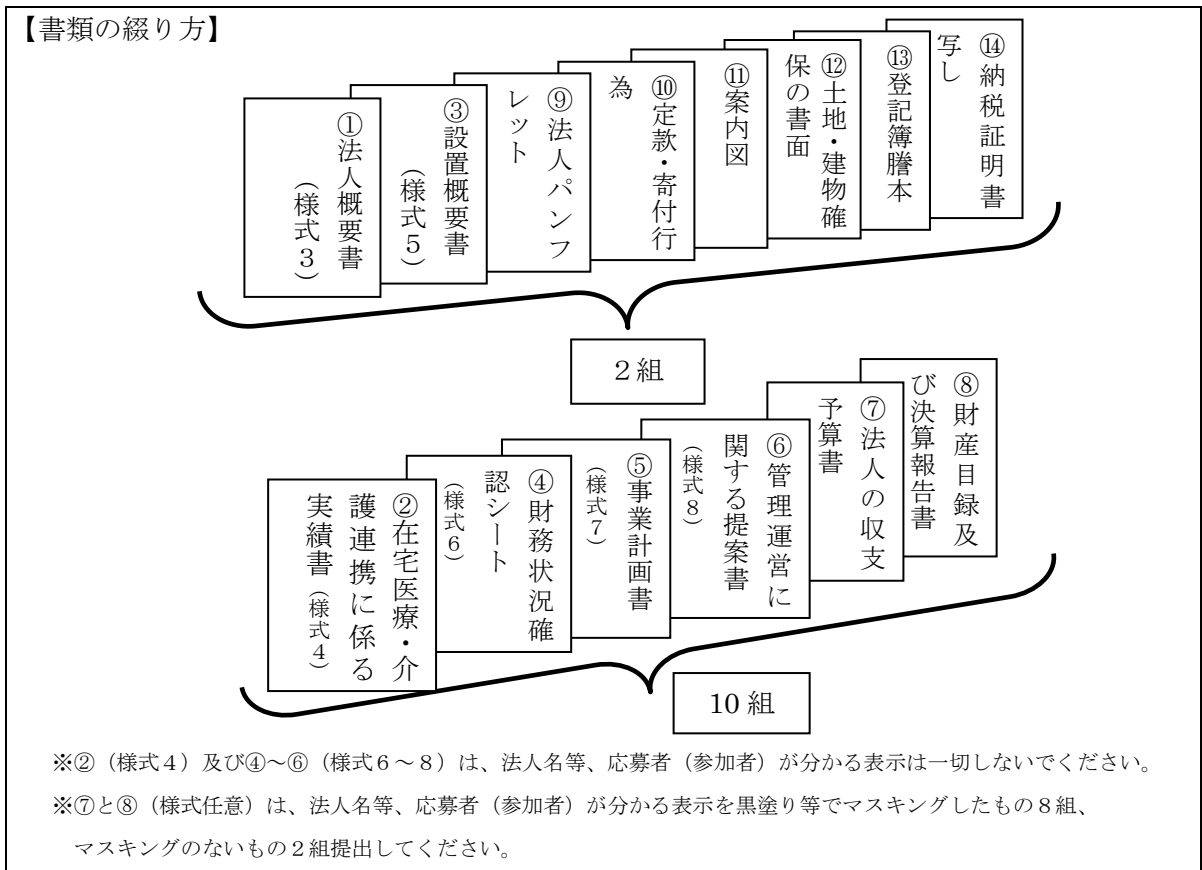 【書類の綴り方】
①法人概要書
(様式3)
③設置概要書
(様式5)
⑨法人パンフ
レット
⑩定款・寄付行
為
⑪案内図
⑫土地・建物確
保の書面
⑬登記簿謄本
⑭納税証明書
写し
2組
②在宅医療・介
護連携に係る
実績書(様式4)
④財務状況確
認シート
(様式6)
⑤事業計画書
(様式7)
⑥管理運営に
関する提案書
(様式8)
⑦法人の収支
予算書
⑧財産目録及
び決算報告書
10 組
※②(様式4)及び④~⑥(様式6~8)は、法人名等、応募者(参加者)が分かる表示は一切しないでください。
※⑦と⑧(様式任意)は、法人名等、応募者(参加者)が分かる表示を黒塗り等でマスキングしたもの8組、
マスキングのないもの2組提出してください。